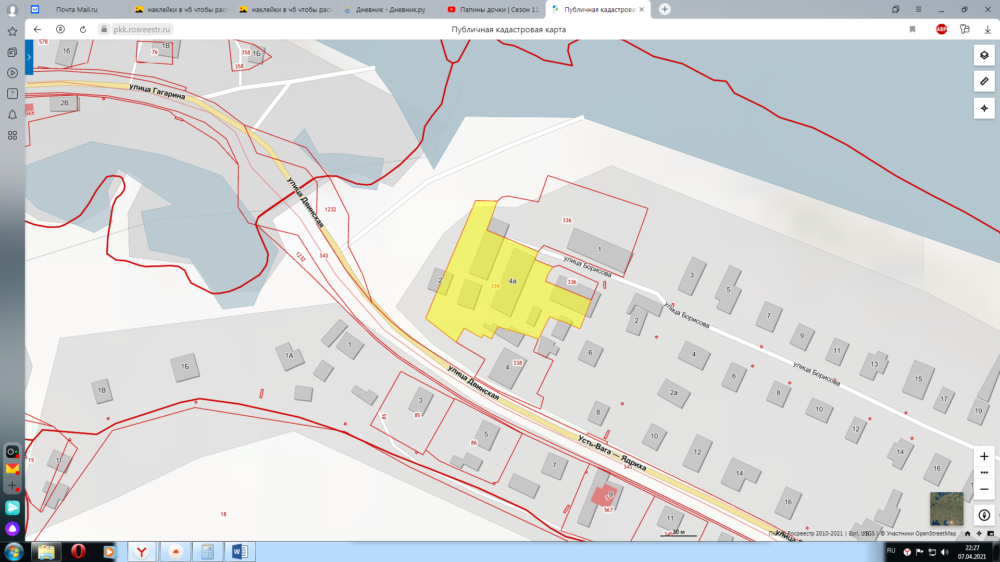 Почта Mail.ru
наклейки в чб чтобы рас
наклейки в чб чтобы рас
Дневник - Дневник.ру
Папины дочки | Сезон 11
Публичная кадастрова
pkk.rosreestr.ru
Публичная кадастровая карта
ABP
7
578
1б
76
1В
358
1Б
358
улица Гагарина
2В
466
улица Двинская
1232
336
1
343
1232
улица Борисова
2
4а
339
336
3
5
7
2
улица Борисова
9
11
13
15
17
19
1
1А
1Б
1В
6
4
338
4
6
улица Борисова
улица Двинская
2а
8
10
12
14
16
3
85
85
8
5
86
10
12
14
16
Усть-Вага — Ядриха
343
7
9
567
11
345
15
1Г
18
18
20 м
Росреестр 2010-2021 | Esri, USGS | © Участники OpenStreetMap
RU
22:27
07.04.2021